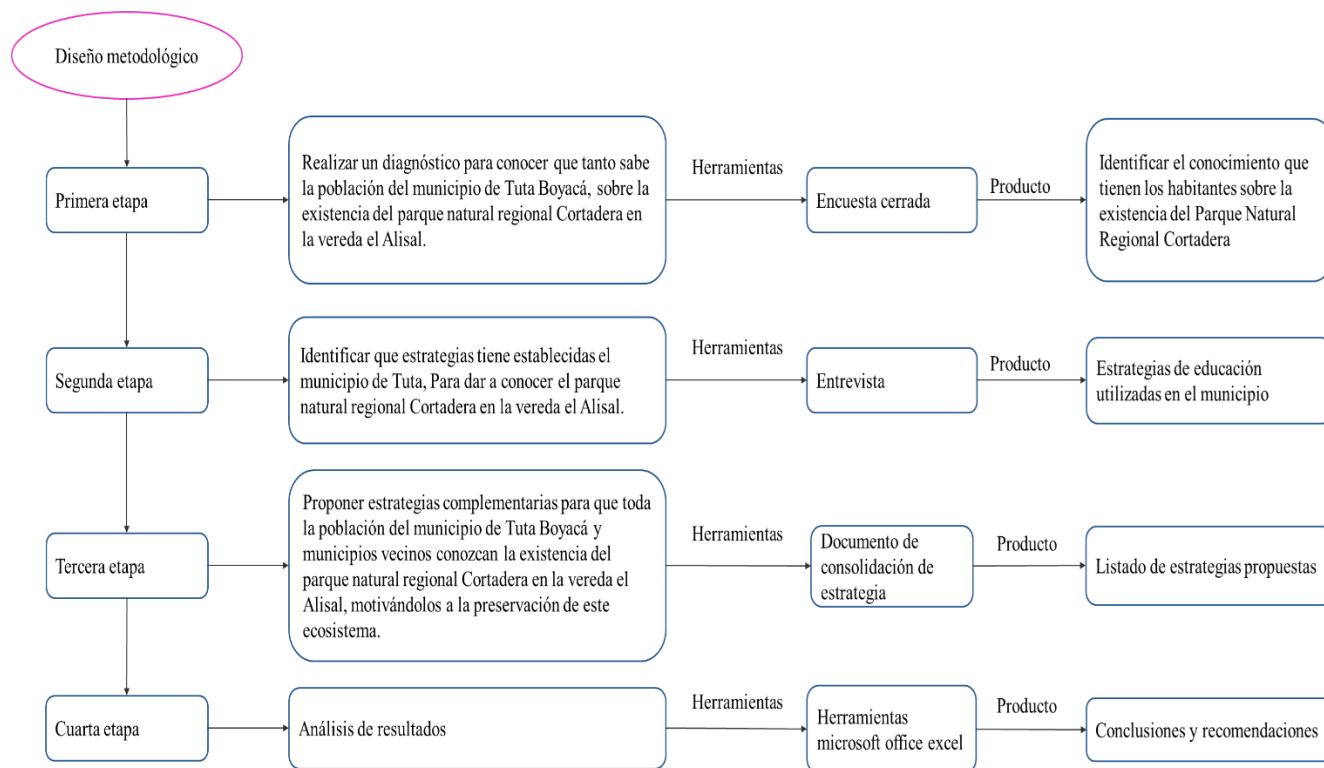 Diseño metodológico
Primera etapa
Realizar un diagnóstico para conocer que tanto sabe
la población del municipio de Tuta Boyacá, sobre la
existencia del parque natural regional Cortadera en
la vereda el Alisal.
Herramientas
Encuesta cerrada
Producto
Identificar el conocimiento que
tienen los habitantes sobre la
existencia del Parque Natural
Regional Cortadera
Segunda etapa
Identificar que estrategias tiene establecidas el
municipio de Tuta, Para dar a conocer el parque
natural regional Cortadera en la vereda el Alisal.
Herramientas
Entrevista
Producto
Estrategias de educación
utilizadas en el municipio
Tercera etapa
Proponer estrategias complementarias para que toda
la población del municipio de Tuta Boyacá y
municipios vecinos conozcan la existencia del
parque natural regional Cortadera en la vereda el
Alisal, motivándolos a la preservación de este
ecosistema.
Herramientas
Documento de
consolidación de
estrategia
Producto
Listado de estrategias propuestas
Cuarta etapa
Análisis de resultados
Herramientas
Herramientas
microsoft office excel
Producto
Conclusiones y recomendaciones